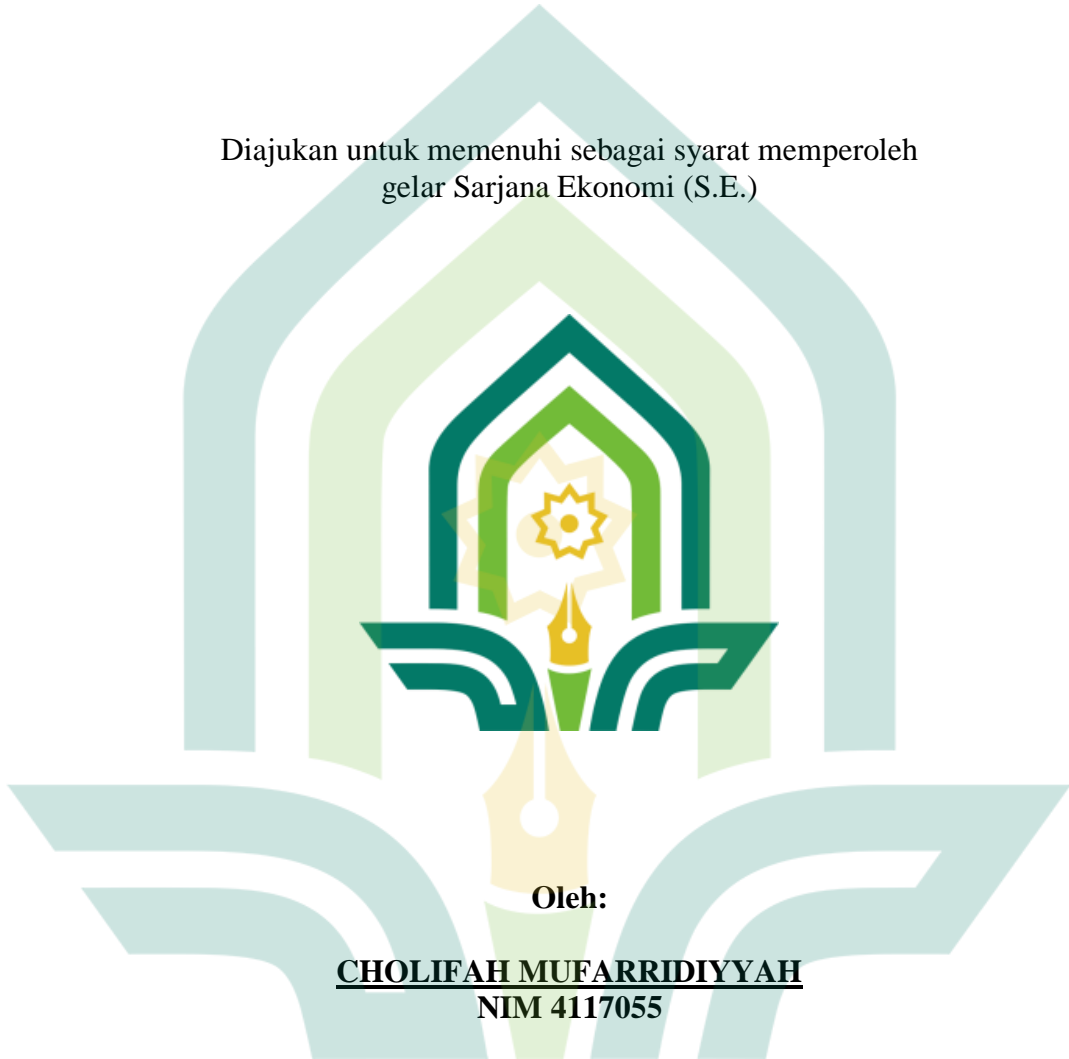 Diajukan untuk memenuhi sebagai syarat memperoleh
gelar Sarjana Ekonomi (S.E.)
Oleh:
CHOLIFAH MUFARRIDIYYAH
NIM 4117055